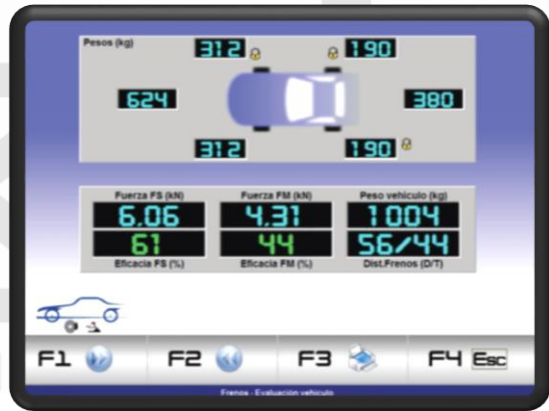 Pesos (kg)
312 190
624 380
312 190
Fuerza FS (kN) Fuerza FM (kN) Peso vehículo (kg)
6.06 4.31 1004
61 44 56/44
Eficacia FS (%) Eficacia FM (%) Dist.Frenos (D/T)
F1 F2 F3 F4 Esc
Frenos - Evaluación vehículo